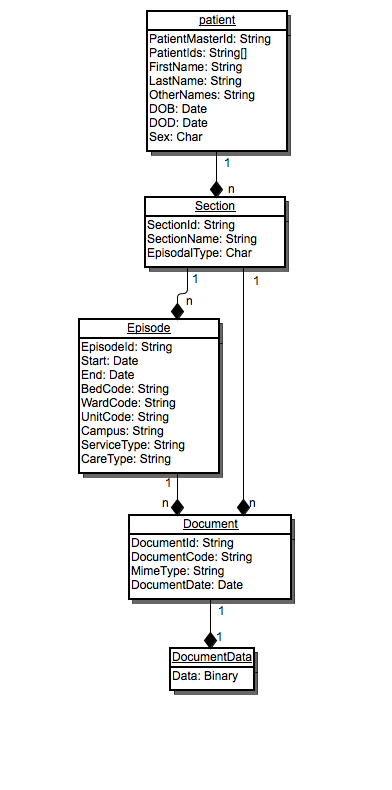 patient
PatientMasterId: String
PatientIds: String[]
FirstName: String
LastName: String
OtherNames: String
DOB: Date
DOD: Date
Sex: Char
1
n
Section
SectionId: String
SectionName: String
EpisodalType: Char
1
1
n
Episode
EpisodeId: String
Start: Date
End: Date
BedCode: String
WardCode: String
UnitCode: String
Campus: String
ServiceType: String
CareType: String
1
n
n
Document
DocumentId: String
DocumentCode: String
MimeType: String
DocumentDate: Date
1
1
DocumentData
Data: Binary